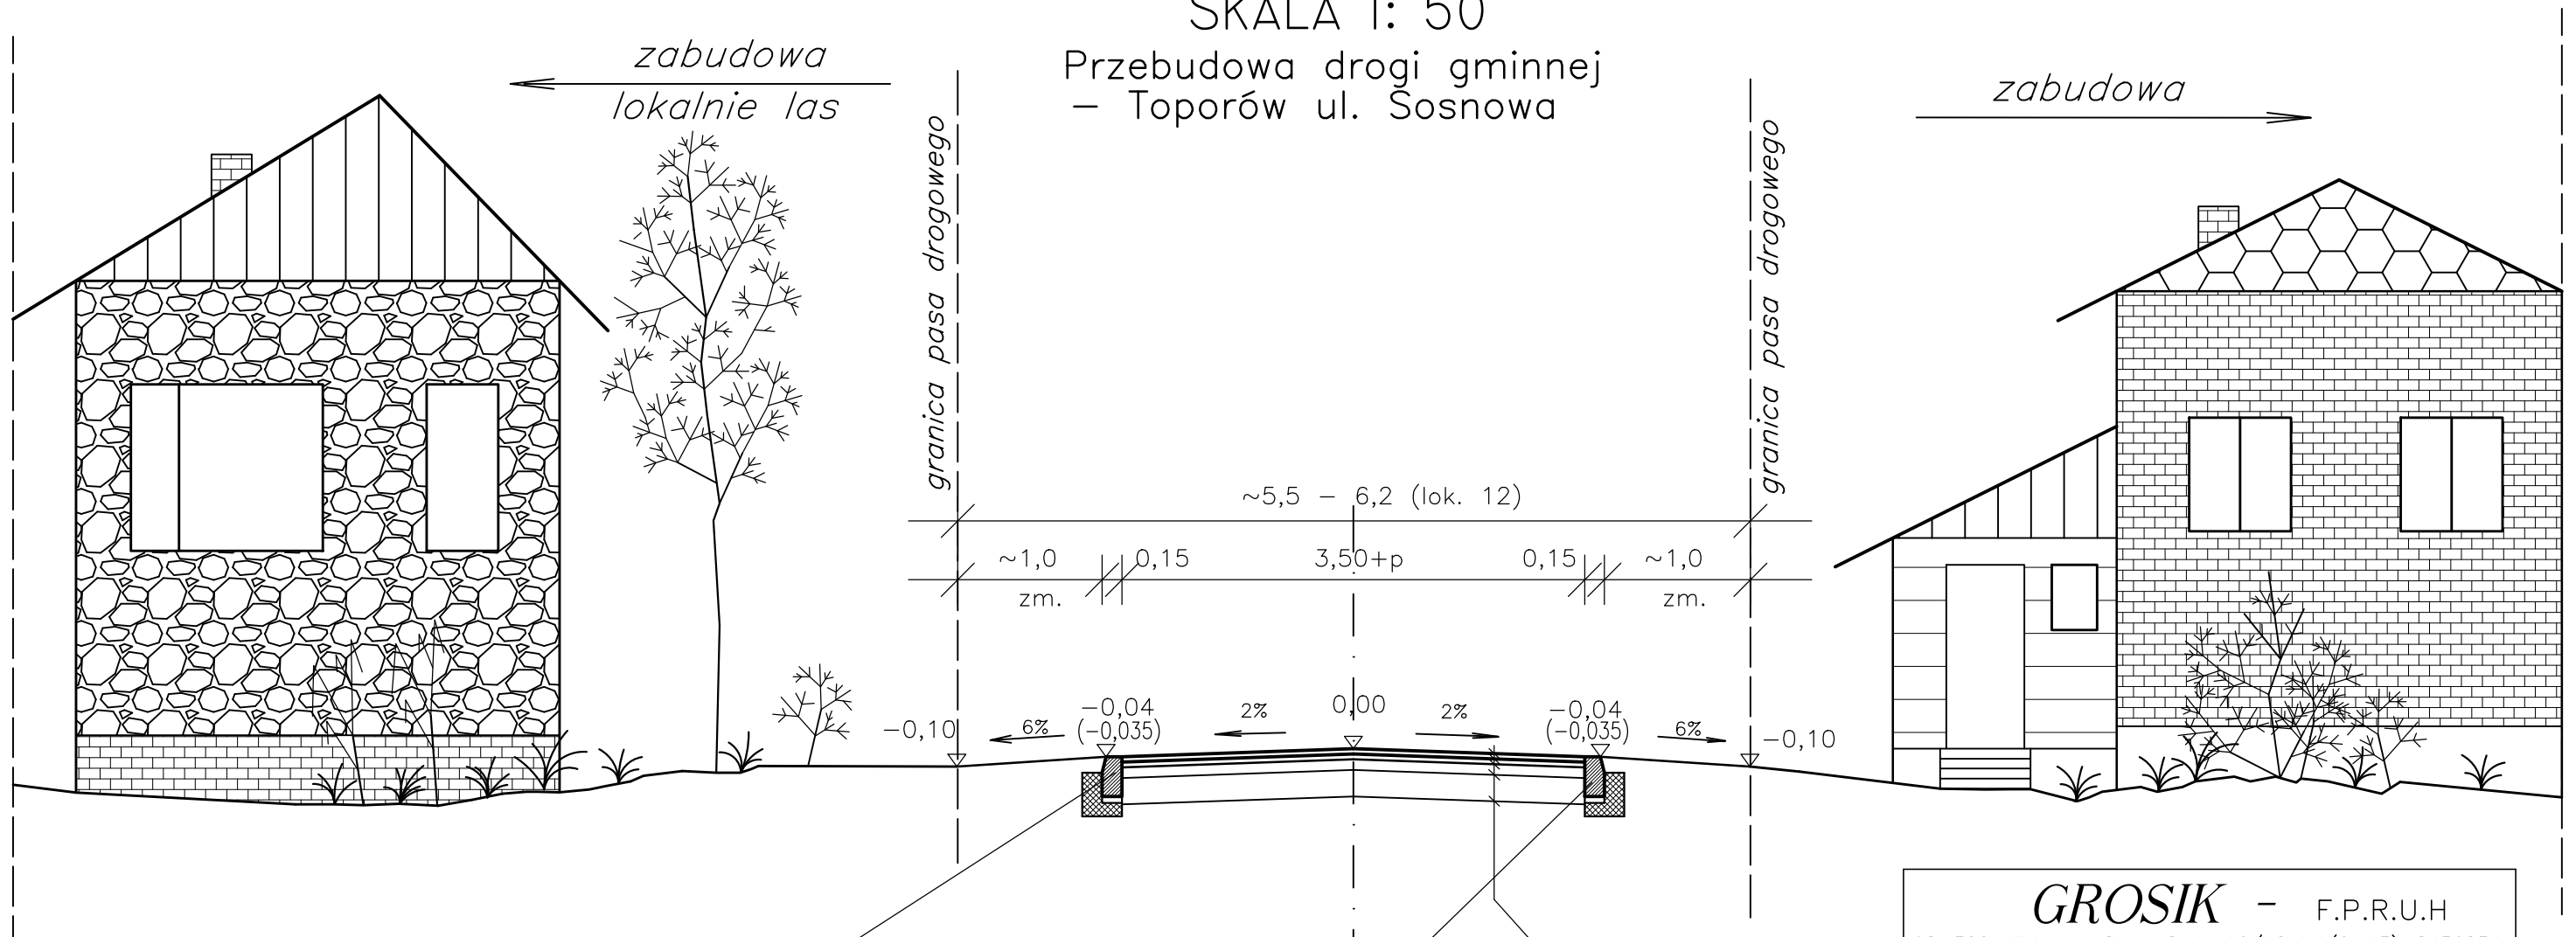 SKALA 1: 50
Przebudowa drogi gminnej
– Toporów ul. Sosnowa
zabudowa
lokalnie las
zabudowa
granica pasa drogowego
granica pasa drogowego
~5,5 – 6,2 (lok. 12)
~1,0
0,15
3,50+p
0,15
~1,0
zm.
zm.
-0,10
6%
-0,04
(-0,035)
2%
0,00
2%
-0,04
(-0,035)
6%
-0,10
GROSIK – F.P.R.U.H